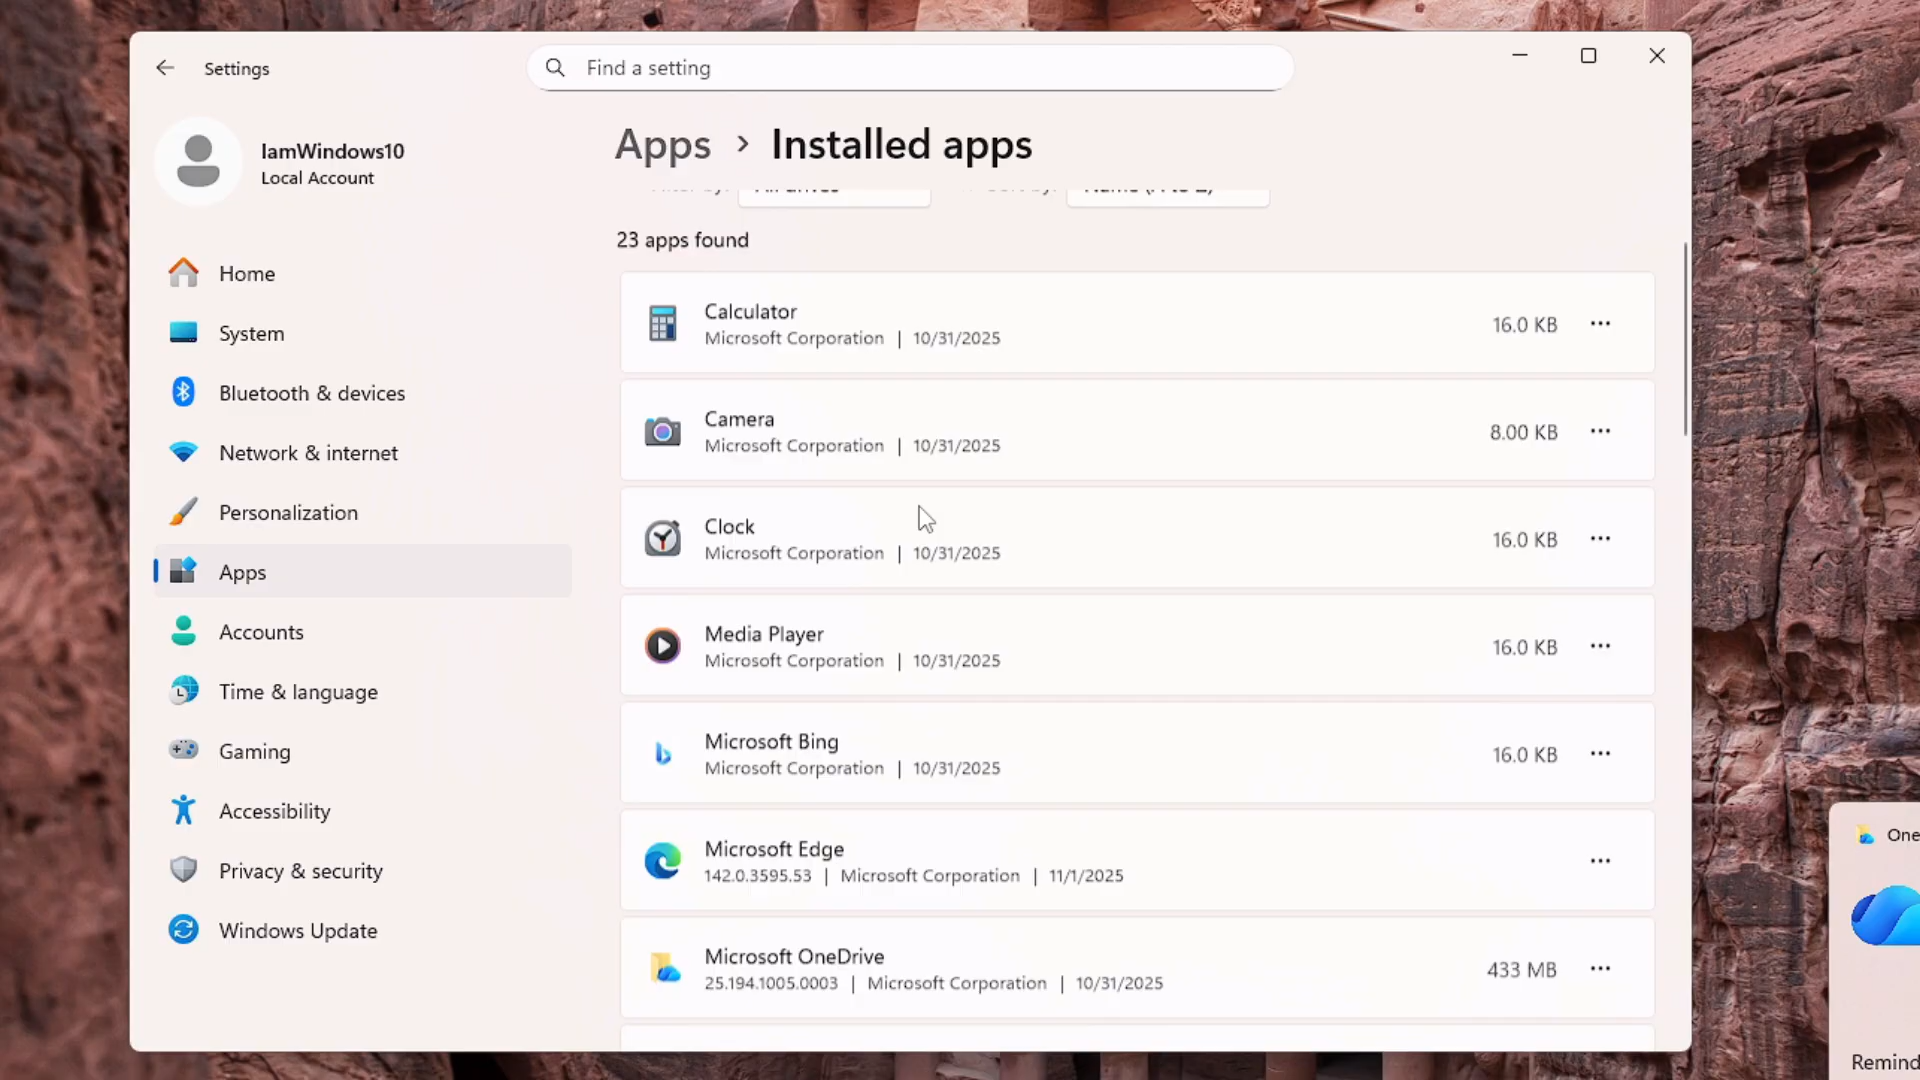 Settings
Find a setting
IamWindows10
Local Account
Home
System
Bluetooth & devices
Network & internet
Personalization
Apps
Accounts
Time & language
Gaming
Accessibility
Privacy & security
Windows Update
Apps > Installed apps
23 apps found
Calculator
Microsoft Corporation | 10/31/2025
16.0 KB
Camera
Microsoft Corporation | 10/31/2025
8.00 KB
Clock
Microsoft Corporation | 10/31/2025
16.0 KB
Media Player
Microsoft Corporation | 10/31/2025
16.0 KB
Microsoft Bing
Microsoft Corporation | 10/31/2025
16.0 KB
Microsoft Edge
142.0.3595.53 | Microsoft Corporation | 11/1/2025
Microsoft OneDrive
25.194.1005.0003 | Microsoft Corporation | 10/31/2025
433 MB
One
Remind